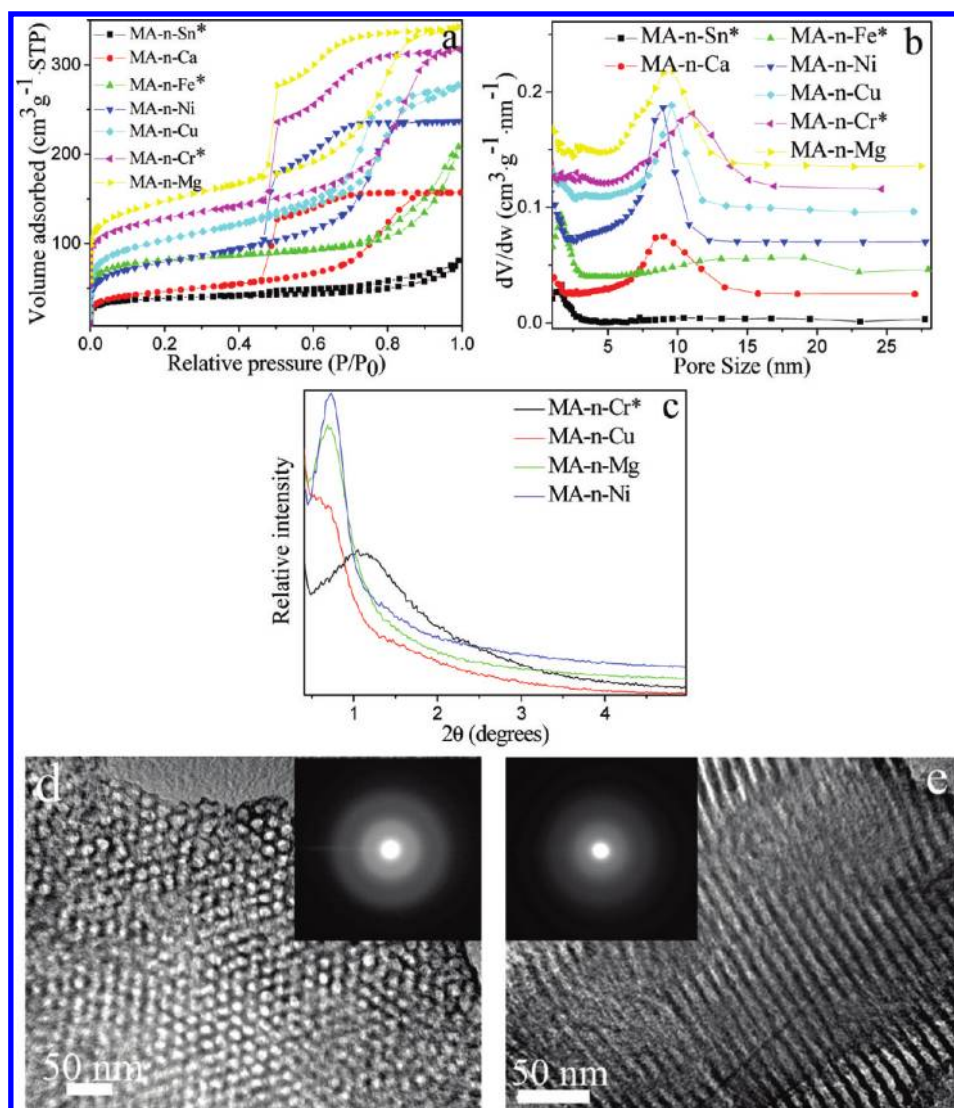 a
MA-n-Sn*
MA-n-Ca
MA-n-Fe*
MA-n-Ni
MA-n-Cu
MA-n-Cr*
MA-n-Mg
Volume adsorbed (cm³g⁻¹·STP)
300
200
100
0.0 0.2 0.4 0.6 0.8 1.0
Relative pressure (P/P₀)
b
MA-n-Sn* MA-n-Fe*
MA-n-Ca MA-n-Ni
MA-n-Cu
MA-n-Cr*
MA-n-Mg
dV/dw (cm³·g⁻¹·nm⁻¹)
0.2
0.1
0.0
5 10 15 20 25
Pore Size (nm)
c
MA-n-Cr*
MA-n-Cu
MA-n-Mg
MA-n-Ni
Relative intensity
1 2 3 4
2θ (degrees)
d
50 nm
e
50 nm